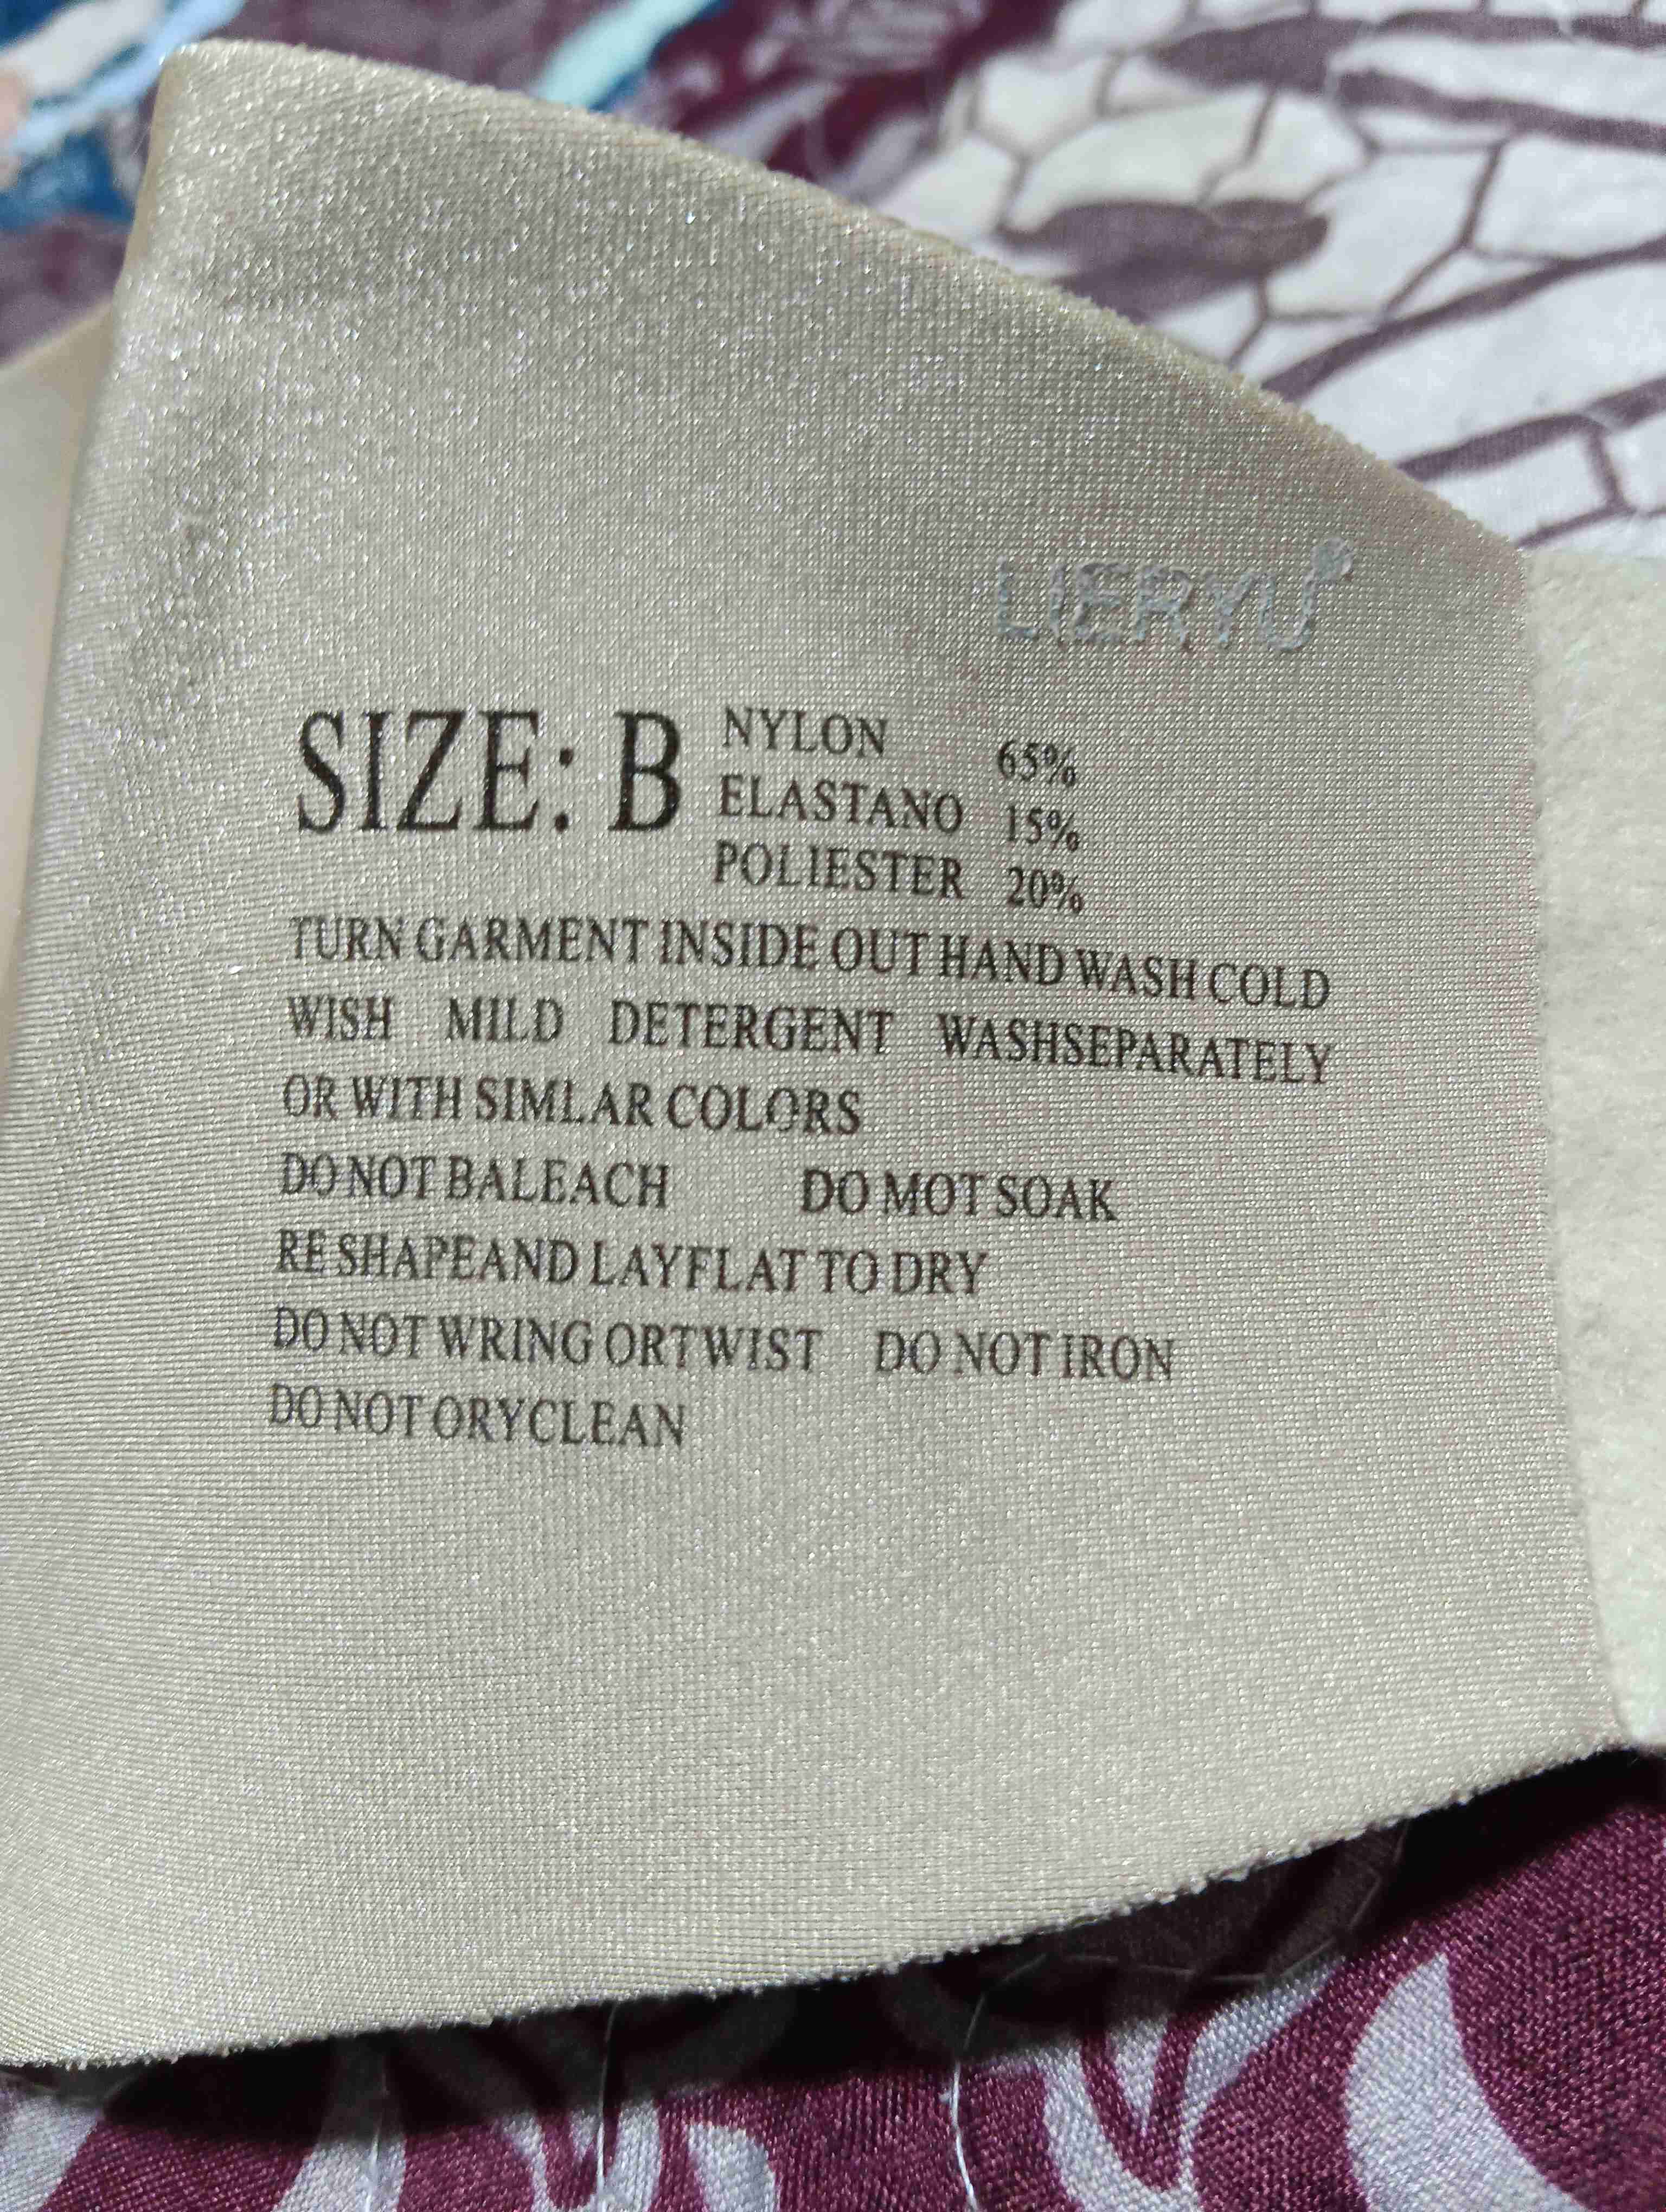 LIERYU
SIZE: B
NYLON 65%
ELASTANO 15%
POLIESTER 20%
TURN GARMENT INSIDE OUT HAND WASH COLD
WISH MILD DETERGENT WASHSEPARATELY
OR WITH SIMLAR COLORS
DO NOT BALEACH DO MOT SOAK
RE SHAPEAND LAYFLAT TO DRY
DO NOT WRING ORTWIST DO NOT IRON
DO NOT ORYCLEAN